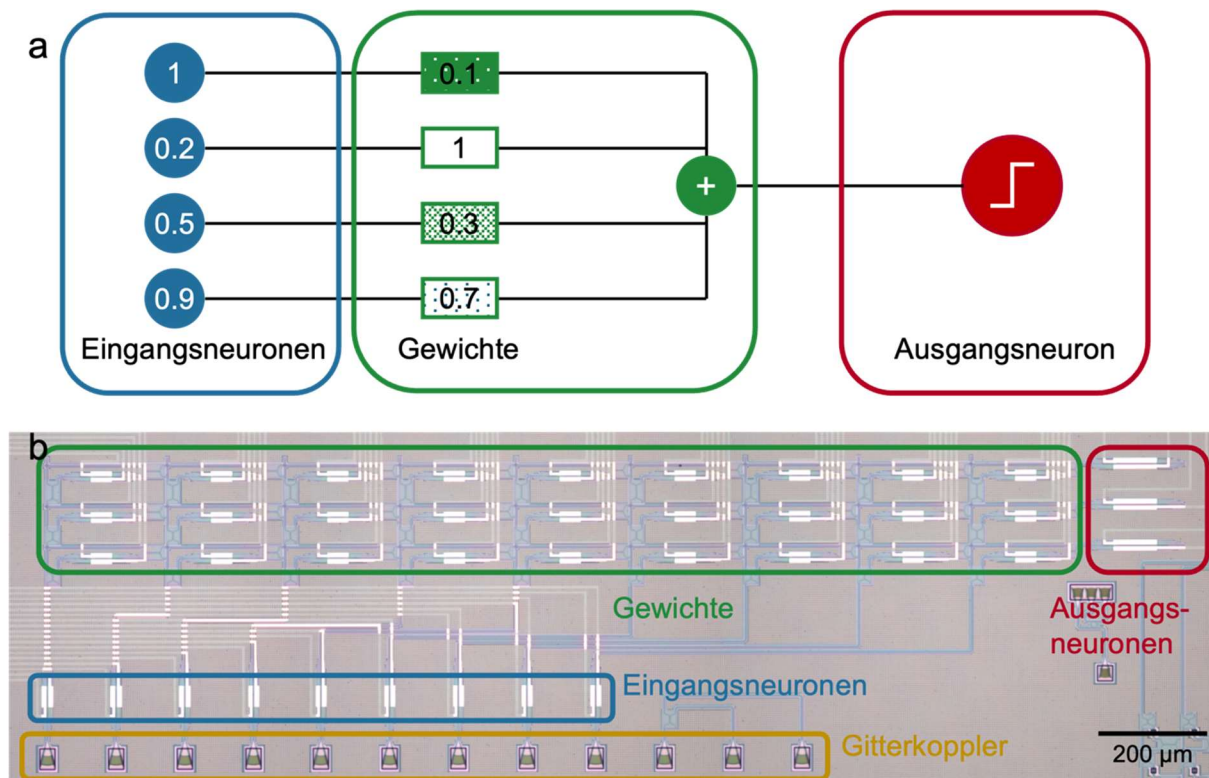 a
1
0.1
0.2
1
+
0.5
0.3
0.9
0.7
Eingangsneuronen
Gewichte
Ausgangsneuron
b
Gewichte
Ausgangs-
neuronen
Eingangsneuronen
Gitterkoppler
200 µm